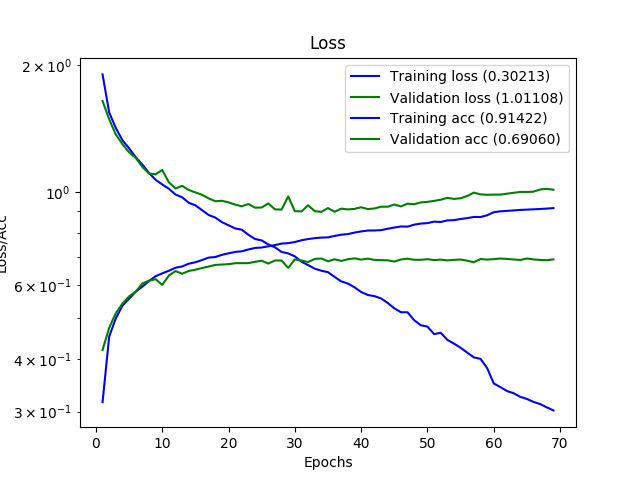 Loss
Training loss (0.30213)
Validation loss (1.01108)
Training acc (0.91422)
Validation acc (0.69060)
2 × 10⁰
10⁰
6 × 10⁻¹
4 × 10⁻¹
3 × 10⁻¹
Loss/Acc
0 10 20 30 40 50 60 70
Epochs